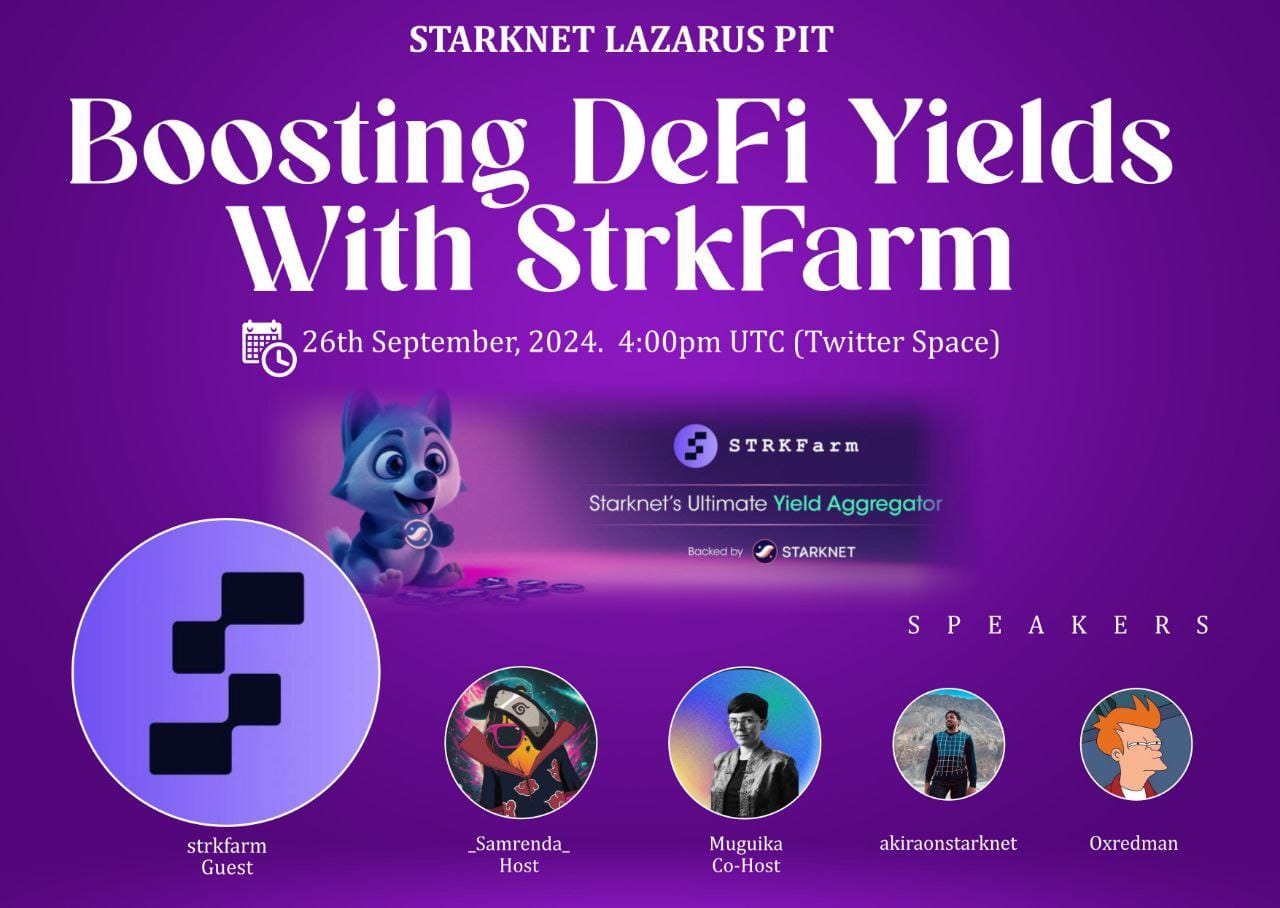 STARKNET LAZARUS PIT
Boosting DeFi Yields
With StrkFarm
26th September, 2024. 4:00pm UTC (Twitter Space)
STRKFarm
Starknet's Ultimate Yield Aggregator
Backed by STARKNET
SPEAKERS
strkfarm
Guest
_Samrenda_
Host
Muguika
Co-Host
akiraonstarknet
Oxredman